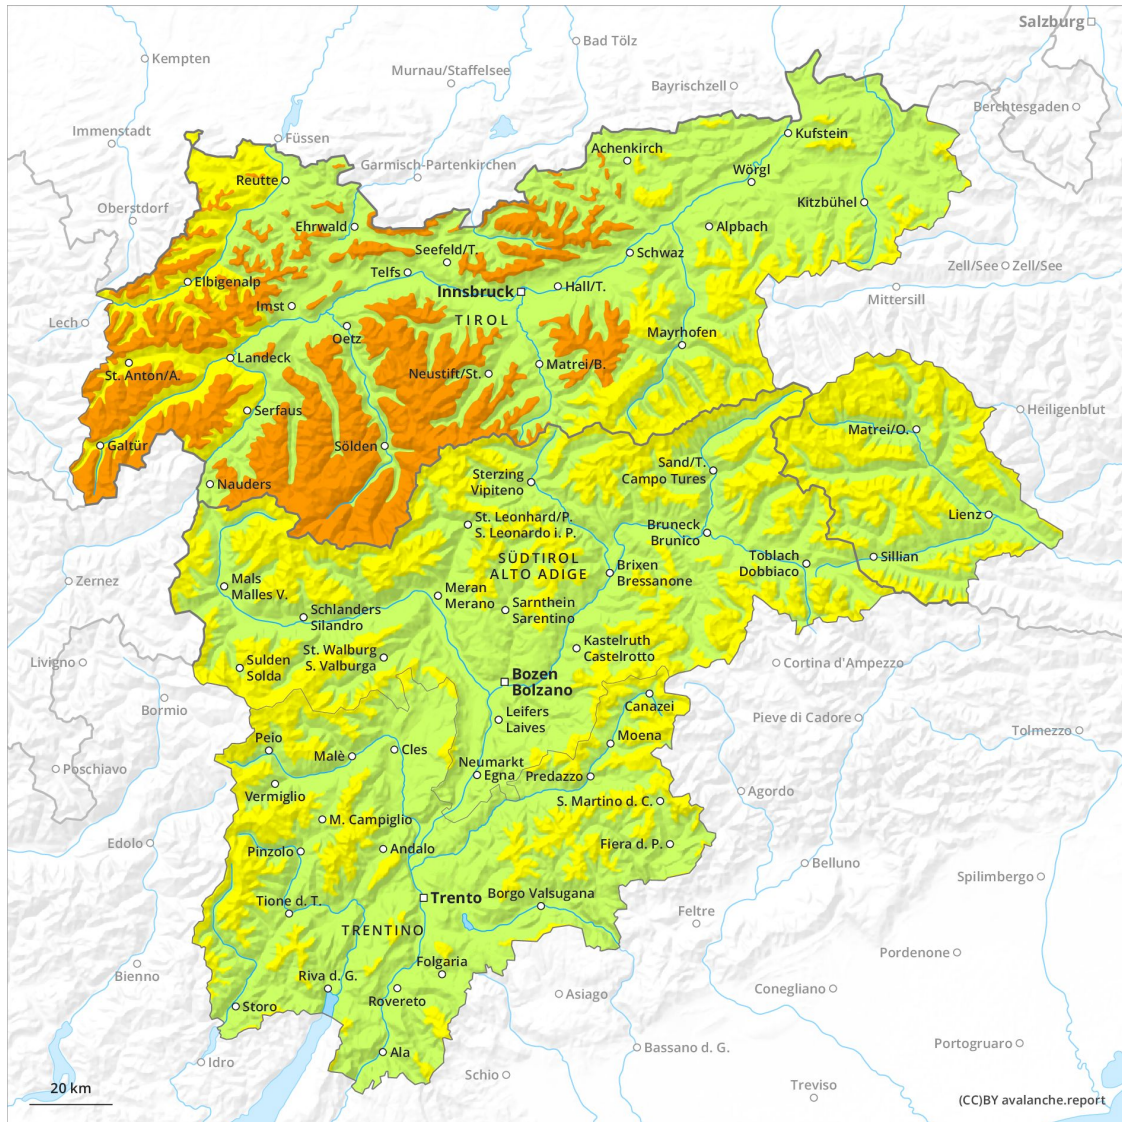 Salzburg
Bad Tölz
Kempten
Murnau/Staffelsee
Bayrischzell
Berchtesgaden
Immenstadt
Füssen
Kufstein
Achenkirch
Garmisch-Partenkirchen
Wörgl
Reutte
Kitzbühel
Oberstdorf
Ehrwald
Alpbach
Seefeld/T.
Schwaz
Telfs
Zell/See
Zell/See
Elbigenalp
Hall/T.
Innsbruck
Mittersill
Imst
TIROL
Lech
Oetz
Mayrhofen
Landeck
Matrei/B.
Neustift/St.
St. Anton/A.
Serfaus
Heiligenblut
Matrei/O.
Galtür
Sölden
Sand/T.
Campo Tures
Sterzing
Vipiteno
Nauders
Lienz
St. Leonhard/P.
S. Leonardo i. P.
Bruneck
Brunico
SÜDTIROL
ALTO ADIGE
Toblach
Dobbiaco
Sillian
Brixen
Bressanone
Zernez
Mals
Malles V.
Meran
Merano
Sarnthein
Sarentino
Schlanders
Silandro
Kastelruth
Castelrotto
St. Walburg
S. Valburga
Livigno
Sulden
Solda
Cortina d'Ampezzo
Bozen
Bolzano
Bormio
Canazei
Leifers
Laives
Pieve di Cadore
Tolmezzo
Peio
Moena
Cles
Malè
Poschiavo
Neumarkt
Egna
Predazzo
Vermiglio
Agordo
S. Martino d. C.
M. Campiglio
Edolo
Pinzolo
Andalo
Fiera d. P.
Belluno
Spilimbergo
Trento
Borgo Valsugana
Tione d. T.
Feltre
TRENTINO
Pordenone
Folgaria
Bienno
Riva d. G.
Rovereto
Asiago
Conegliano
Storo
Portogruaro
Ala
Bassano d. G.
Idro
Schio
Treviso
20 km
(CC)BY avalanche.report